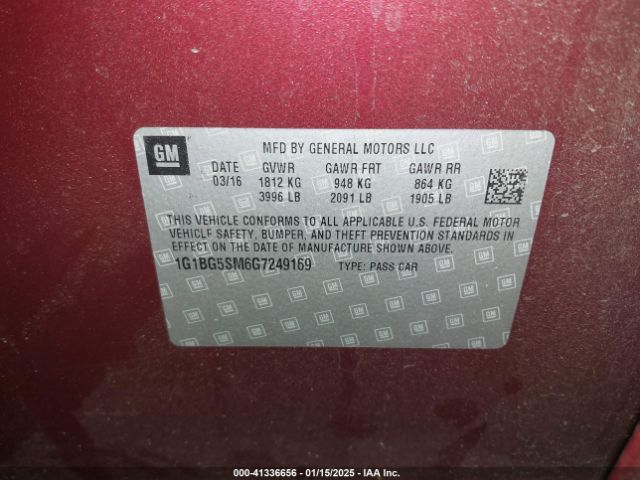 GM
MFD BY GENERAL MOTORS LLC
DATE GVWR GAWR FRT GAWR RR
03/16 1812 KG 948 KG 864 KG
3996 LB 2091 LB 1905 LB
THIS VEHICLE CONFORMS TO ALL APPLICABLE U.S. FEDERAL MOTOR
VEHICLE SAFETY, BUMPER, AND THEFT PREVENTION STANDARDS IN
EFFECT ON THE DATE OF MANUFACTURE SHOWN ABOVE.
1G1BG5SM6G7249169 TYPE: PASS CAR
000-41336656 - 01/15/2025 - IAA Inc.